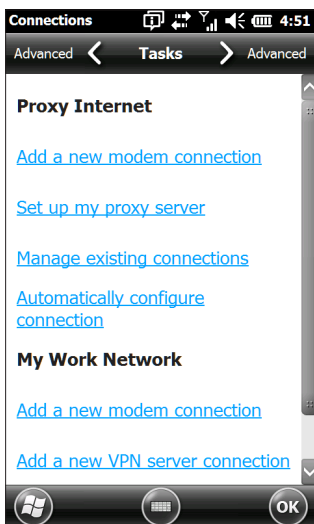 Connections 4:51
Advanced Tasks Advanced
Proxy Internet
Add a new modem connection
Set up my proxy server
Manage existing connections
Automatically configure
connection
My Work Network
Add a new modem connection
Add a new VPN server connection
OK